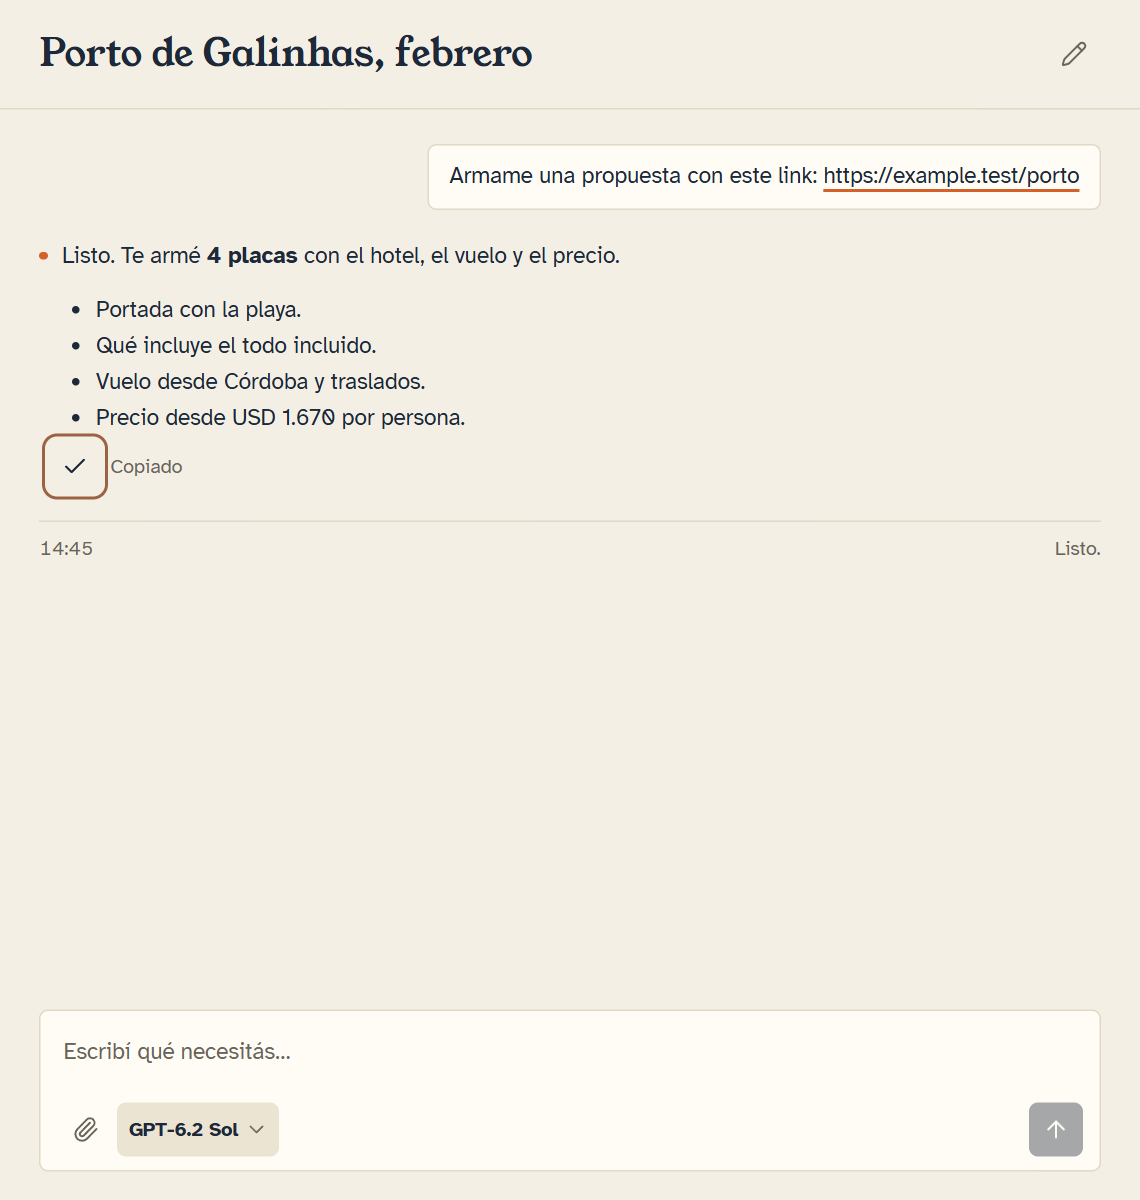 Porto de Galinhas, febrero
Armame una propuesta con este link: https://example.test/porto
Listo. Te armé 4 placas con el hotel, el vuelo y el precio.
Portada con la playa.
Qué incluye el todo incluido.
Vuelo desde Córdoba y traslados.
Precio desde USD 1.670 por persona.
Copiado
14:45
Listo.
Escribí qué necesitás...
GPT-6.2 Sol